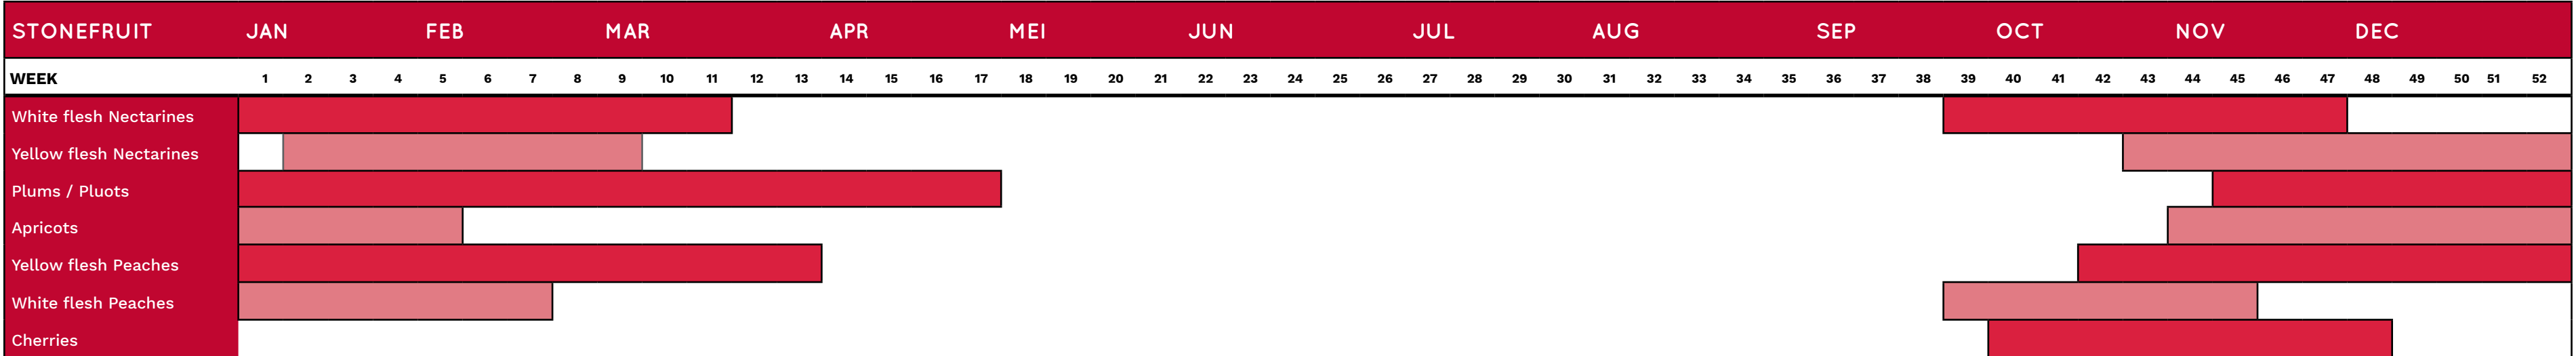 STONEFRUIT JAN FEB MAR APR MEI JUN JUL AUG SEP OCT NOV DEC
WEEK 1 2 3 4 5 6 7 8 9 10 11 12 13 14 15 16 17 18 19 20 21 22 23 24 25 26 27 28 29 30 31 32 33 34 35 36 37 38 39 40 41 42 43 44 45 46 47 48 49 50 51 52
White flesh Nectarines
Yellow flesh Nectarines
Plums / Pluots
Apricots
Yellow flesh Peaches
White flesh Peaches
Cherries